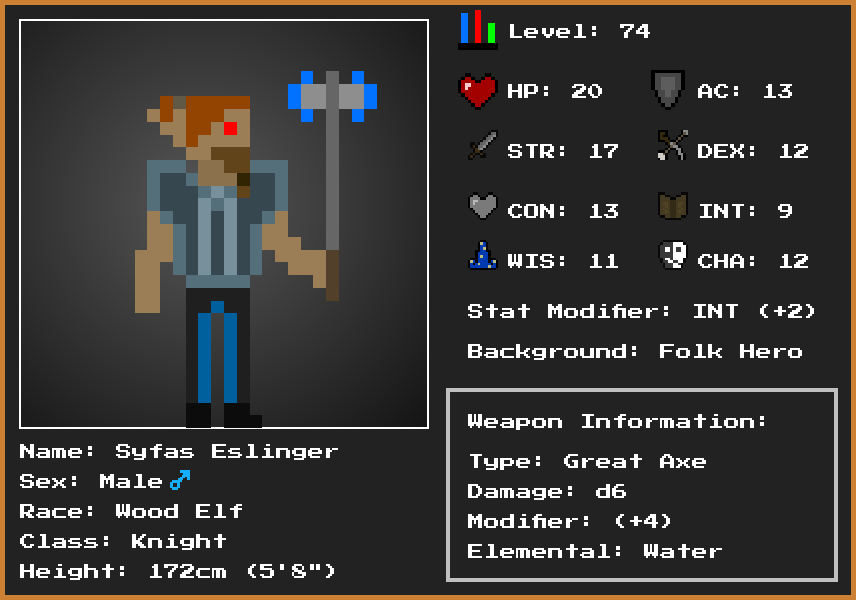 Level: 74
HP: 20
AC: 13
STR: 17
DEX: 12
CON: 13
INT: 9
WIS: 11
CHA: 12
Stat Modifier: INT (+2)
Background: Folk Hero
Name: Syfas Eslinger
Sex: Male♂
Race: Wood Elf
Class: Knight
Height: 172cm (5'8")
Weapon Information:
Type: Great Axe
Damage: d6
Modifier: (+4)
Elemental: Water